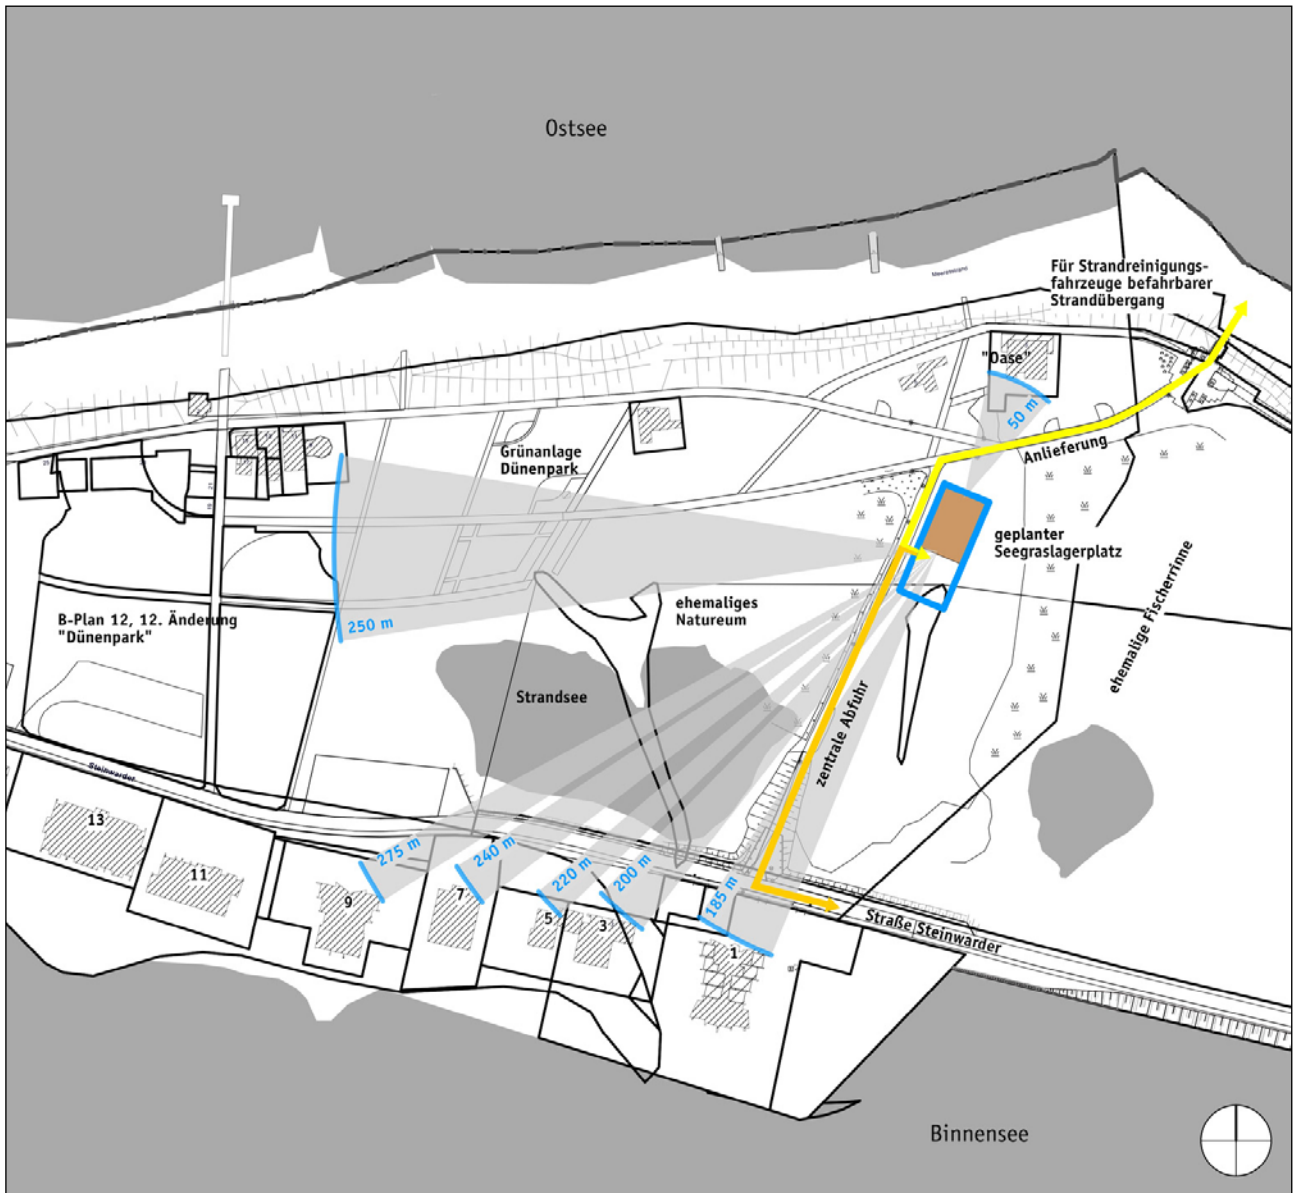 Ostsee
Meeresstrand
Für Strandreinigungs-
fahrzeuge befahrbarer
Strandübergang
"Oase"
50 m
Anlieferung
Grünanlage
Dünenpark
geplanter
Seegraslagerplatz
ehemalige Fischerrinne
ehemaliges
Natureum
B-Plan 12, 12. Änderung
"Dünenpark"
250 m
Strandsee
zentrale Abfuhr
Steinwarder
13
11
9
7
5
3
1
275 m
240 m
220 m
200 m
185 m
Straße Steinwarder
Binnensee